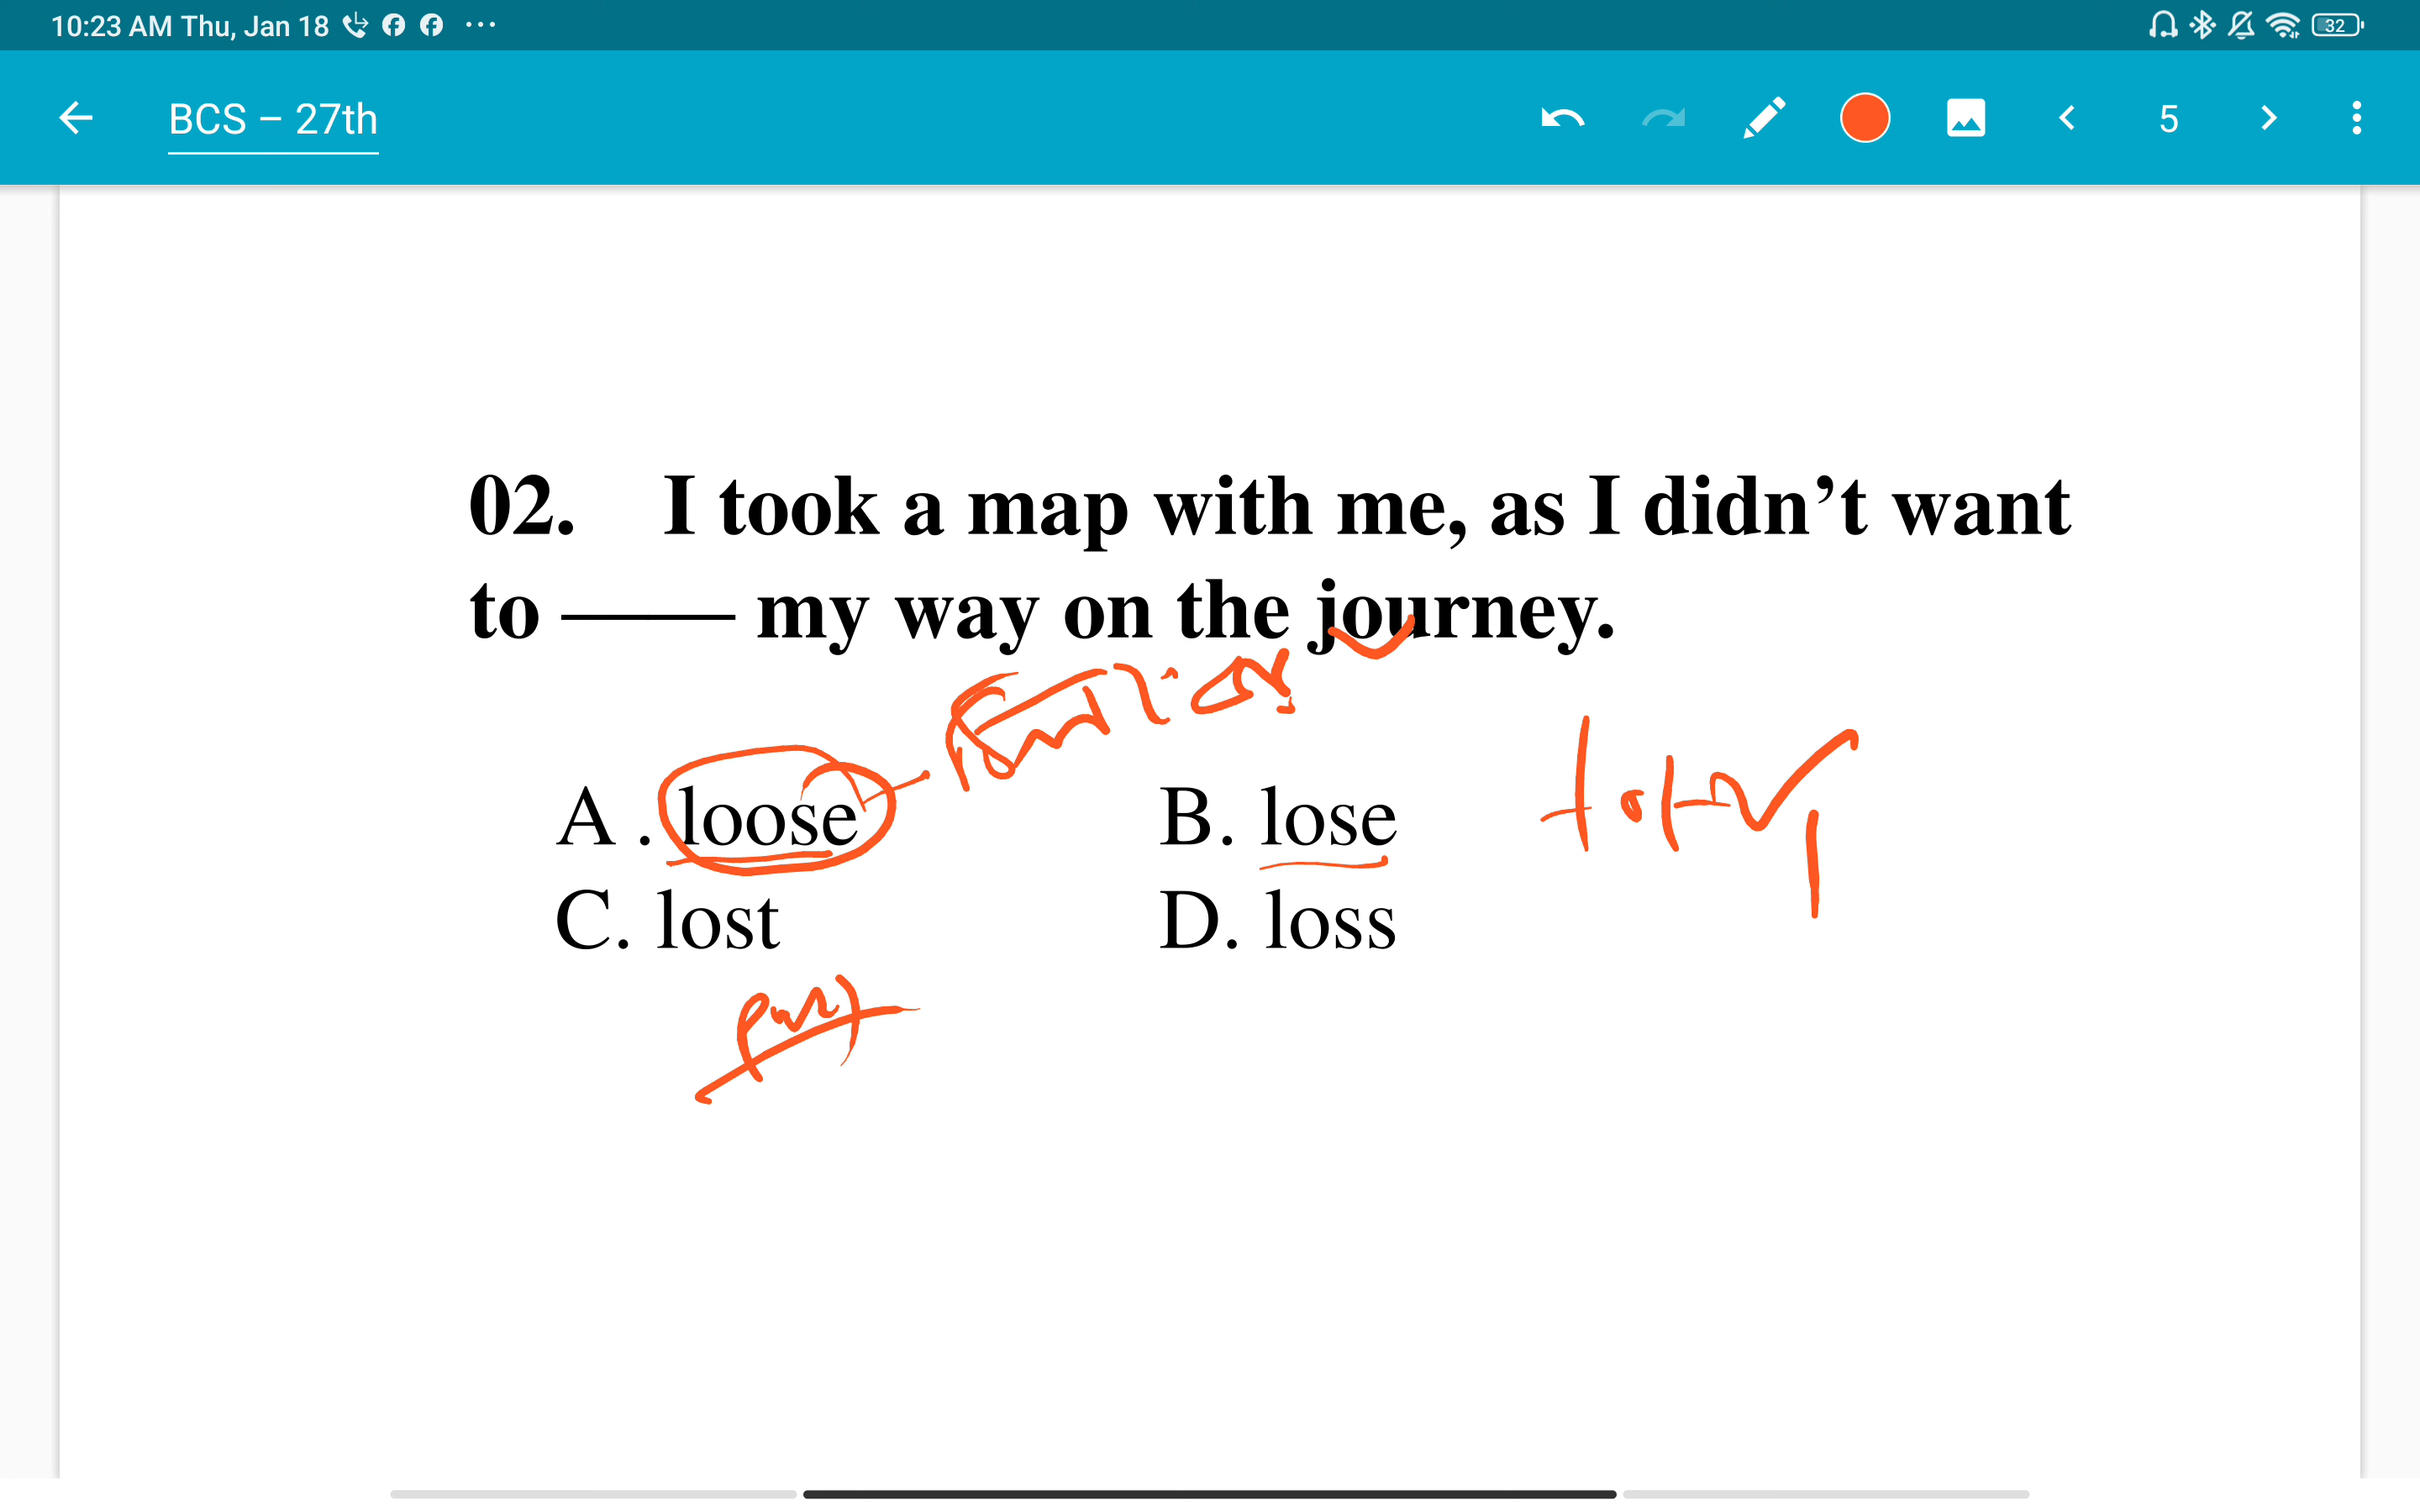 10:23 AM Thu, Jan 18
32
BCS – 27th
5
02. I took a map with me, as I didn’t want
to —— my way on the journey.
A. loose B. lose
C. lost D. loss